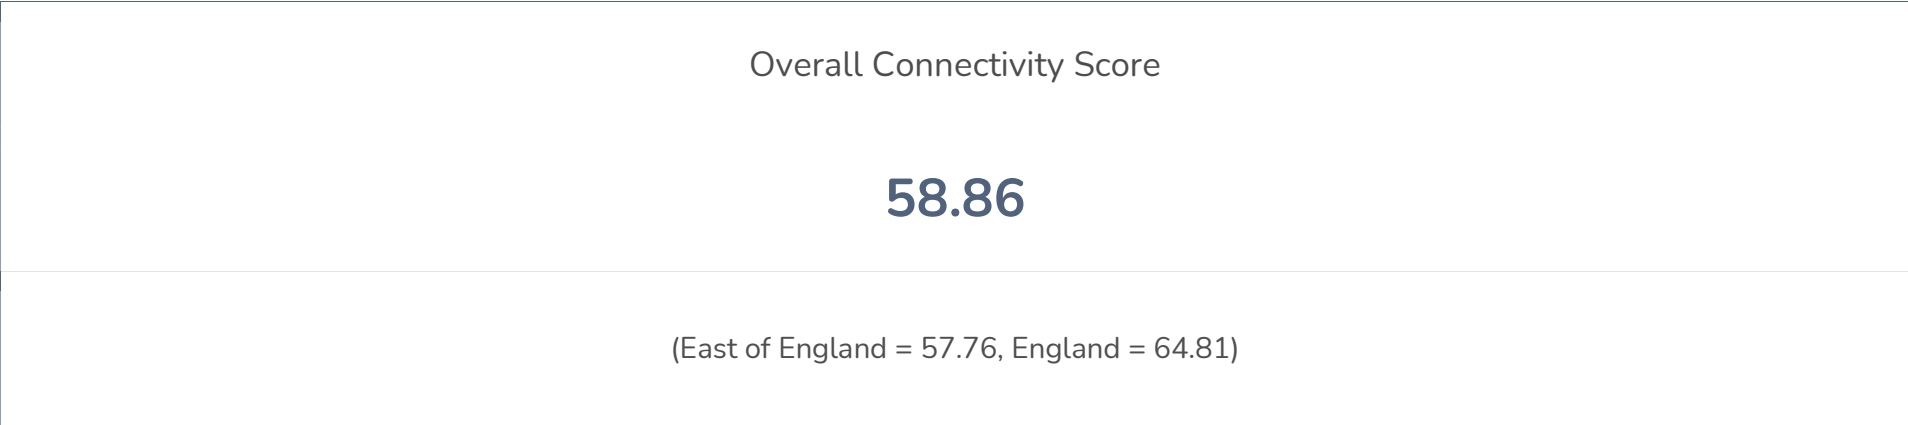 Overall Connectivity Score
58.86
(East of England = 57.76, England = 64.81)